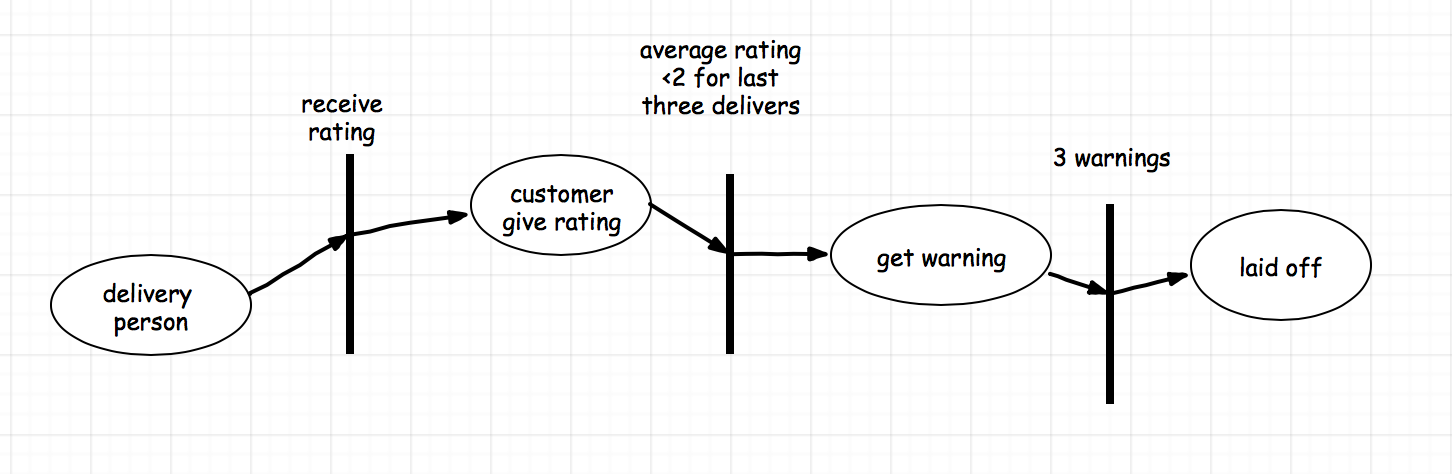 average rating
<2 for last
three delivers
receive
rating
3 warnings
customer
give rating
get warning
laid off
delivery
person